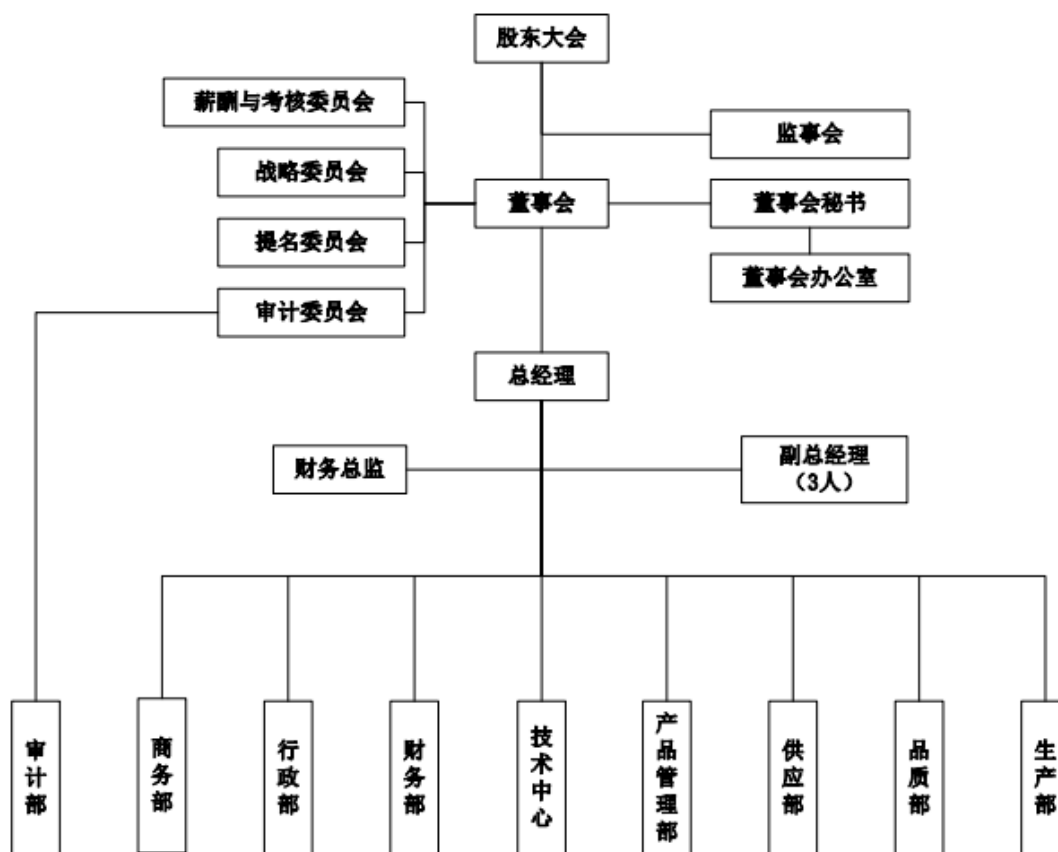 股东大会
薪酬与考核委员会
监事会
战略委员会
董事会
董事会秘书
提名委员会
董事会办公室
审计委员会
总经理
财务总监
副总经理
（3人）
审计部
商务部
行政部
财务部
技术中心
产品管理部
供应部
品质部
生产部